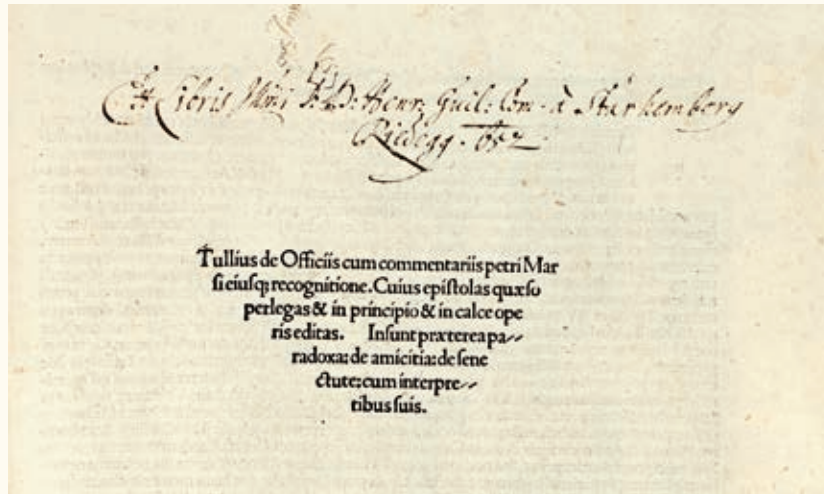 Ex Libris D: Henr: Guil: Com. à Starhemberg
Riedegg.
Tullius de Officiis cum commentariis petri Mar
si eiusq; recognitione. Cuius epistolas quæso
perlegas & in principio & in calce ope
ris editas. Insunt præterea pa-
radoxa: de amicitia: de sene
ctute: cum interpre-
tibus suis.